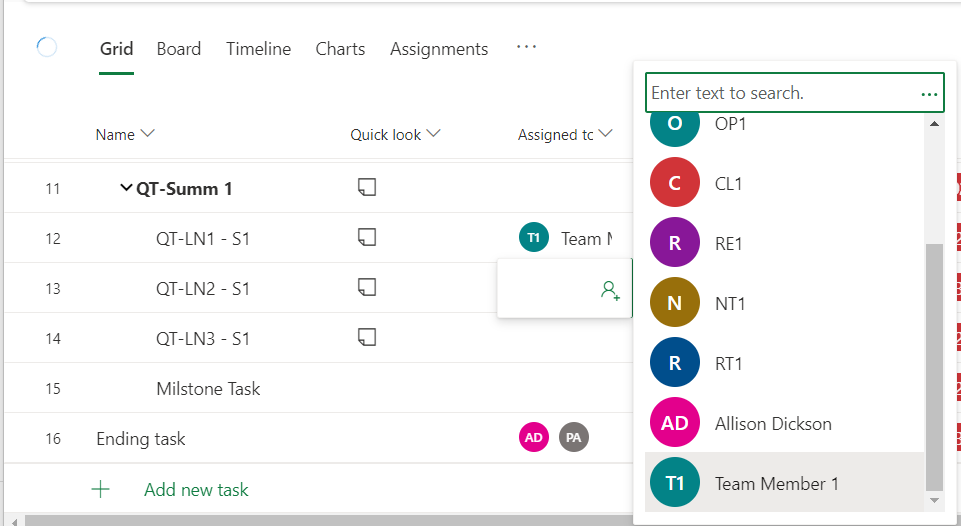 Grid Board Timeline Charts Assignments ...
Enter text to search. ...
Name Quick look Assigned tc
O OP1
C CL1
R RE1
N NT1
R RT1
AD Allison Dickson
T1 Team Member 1
11 QT-Summ 1
12 QT-LN1 - S1 T1 Team
13 QT-LN2 - S1
14 QT-LN3 - S1
15 Milstone Task
16 Ending task AD PA
Add new task